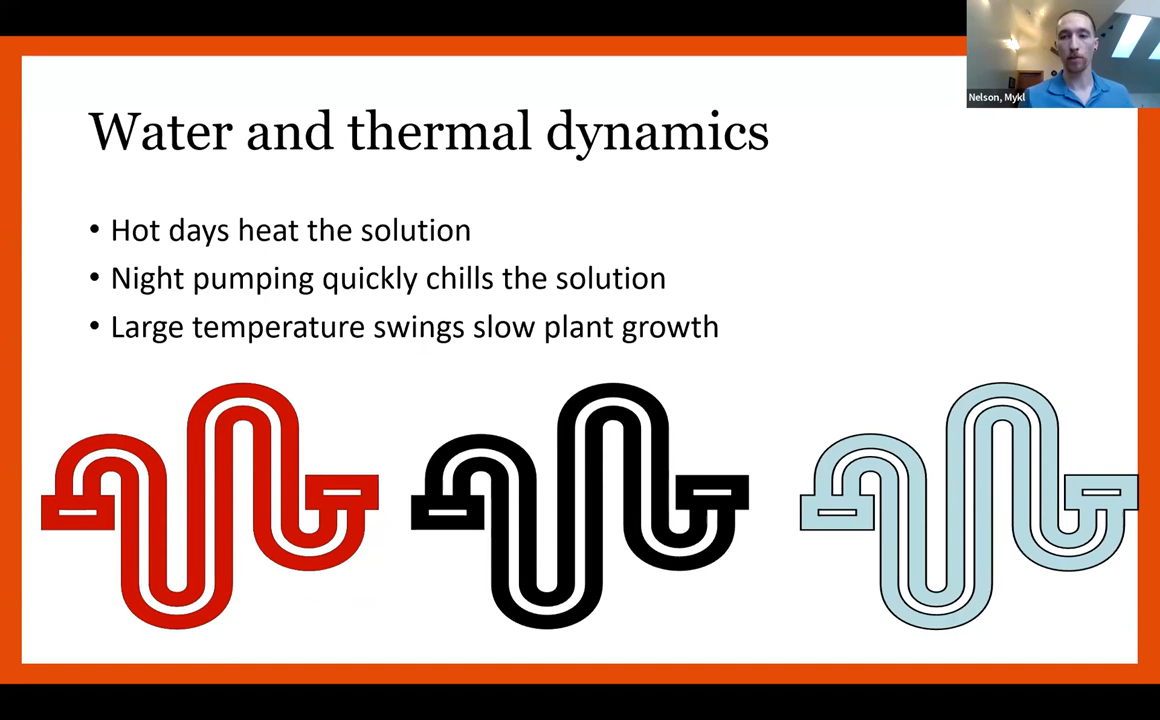 Nelson, Mykl
Water and thermal dynamics
• Hot days heat the solution
• Night pumping quickly chills the solution
• Large temperature swings slow plant growth